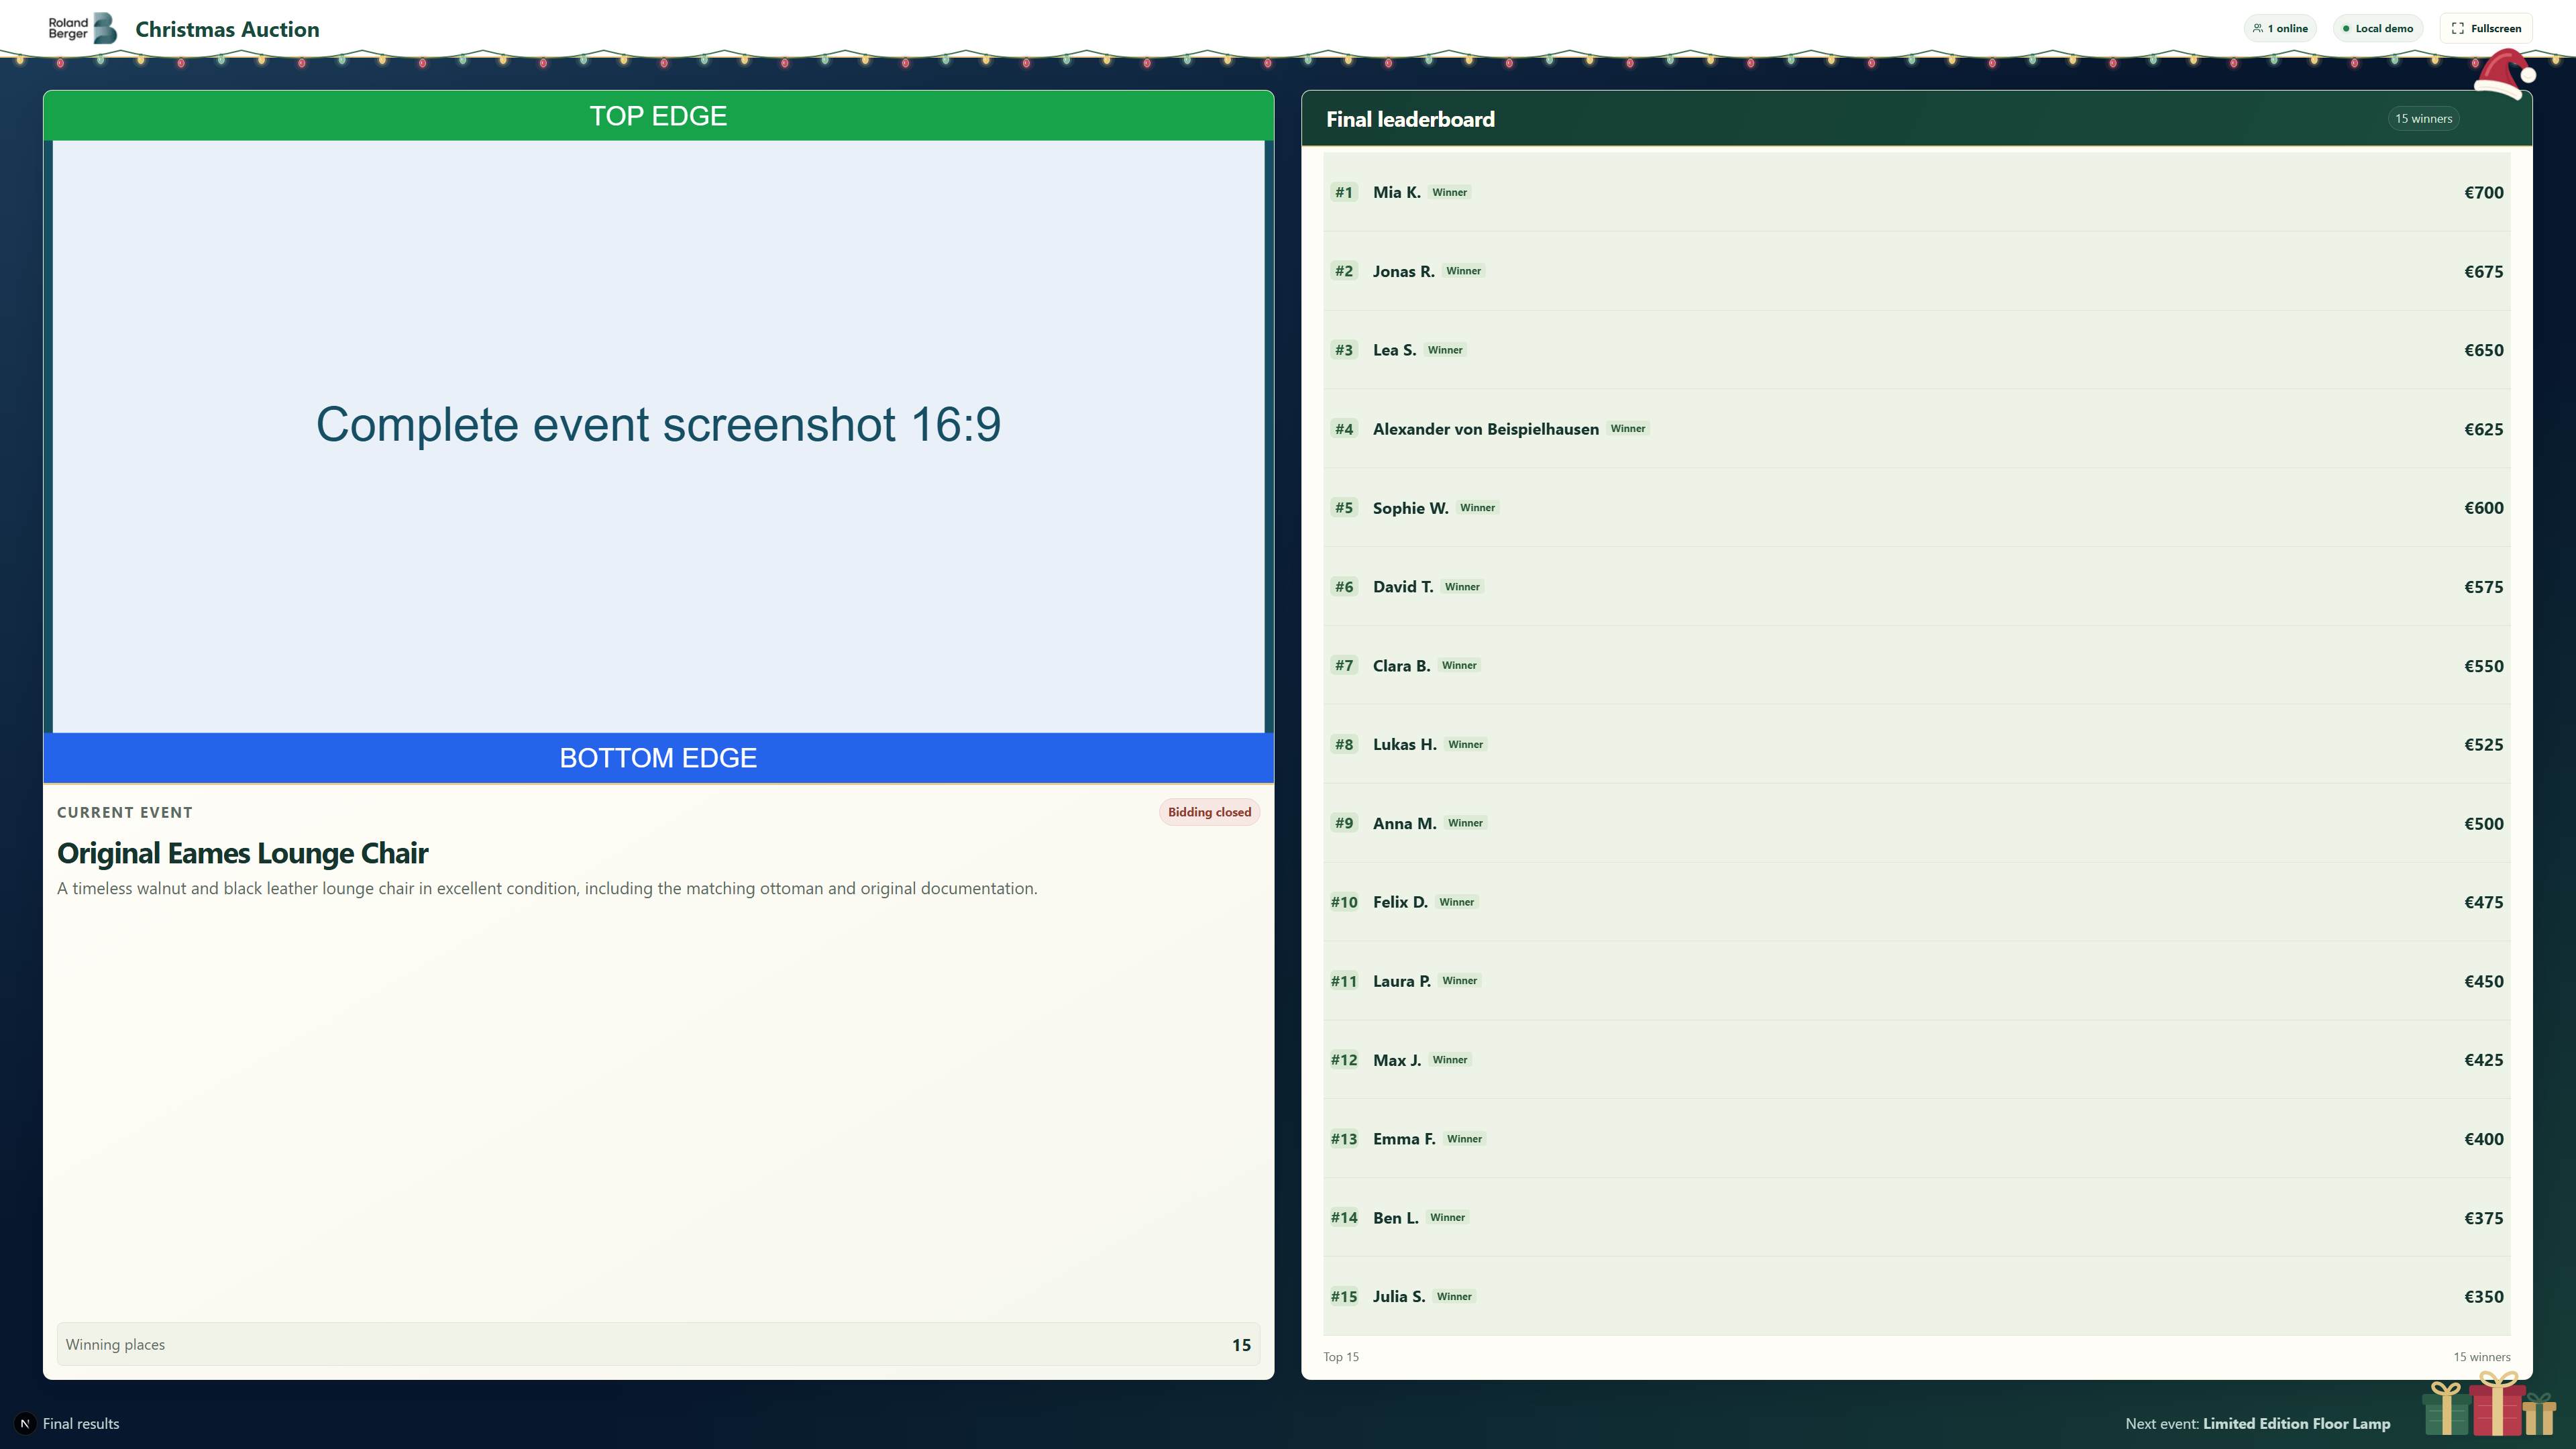 Roland
Berger
Christmas Auction
1 online
Local demo
Fullscreen
TOP EDGE
Complete event screenshot 16:9
BOTTOM EDGE
CURRENT EVENT
Bidding closed
Original Eames Lounge Chair
A timeless walnut and black leather lounge chair in excellent condition, including the matching ottoman and original documentation.
Winning places 15
Final leaderboard
15 winners
#1 Mia K. Winner €700
#2 Jonas R. Winner €675
#3 Lea S. Winner €650
#4 Alexander von Beispielhausen Winner €625
#5 Sophie W. Winner €600
#6 David T. Winner €575
#7 Clara B. Winner €550
#8 Lukas H. Winner €525
#9 Anna M. Winner €500
#10 Felix D. Winner €475
#11 Laura P. Winner €450
#12 Max J. Winner €425
#13 Emma F. Winner €400
#14 Ben L. Winner €375
#15 Julia S. Winner €350
Top 15
15 winners
N
Final results
Next event: Limited Edition Floor Lamp